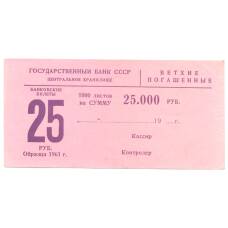 ГОСУДАРСТВЕННЫЙ БАНК СССР
ЦЕНТРАЛЬНОЕ ХРАНИЛИЩЕ
ВЕТХИЕ
ПОГАШЕННЫЕ
БАНКОВСКИЕ
БИЛЕТЫ
1000 листов
на СУММУ 25.000 РУБ.
25
РУБ.
Образца 1961 г.
" " 19 г.
Кассир
Контролер